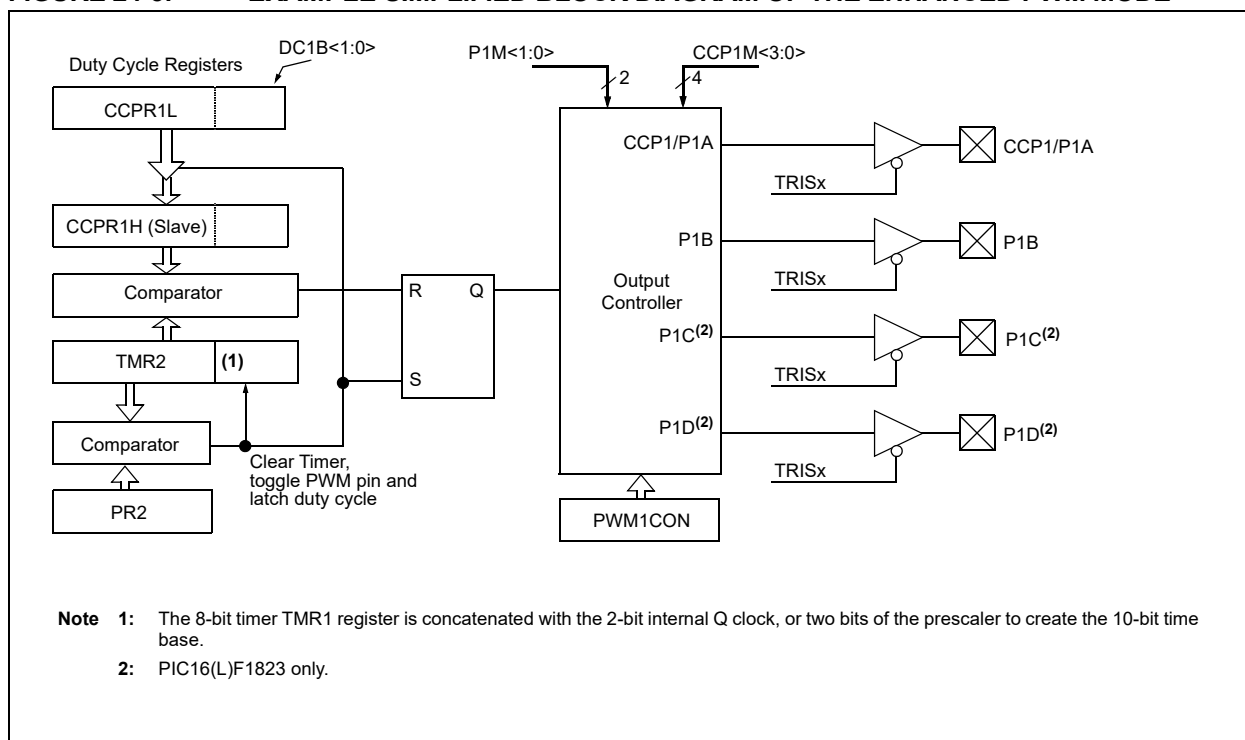 DC1B<1:0>
Duty Cycle Registers
CCPR1L
CCPR1H (Slave)
Comparator
TMR2
(1)
Comparator
PR2
Clear Timer,
toggle PWM pin and
latch duty cycle
R
Q
S
P1M<1:0>
2
CCP1M<3:0>
4
CCP1/P1A
P1B
Output
Controller
P1C(2)
P1D(2)
PWM1CON
TRISx
CCP1/P1A
TRISx
P1B
TRISx
P1C(2)
TRISx
P1D(2)
Note 1: The 8-bit timer TMR1 register is concatenated with the 2-bit internal Q clock, or two bits of the prescaler to create the 10-bit time
base.
2: PIC16(L)F1823 only.